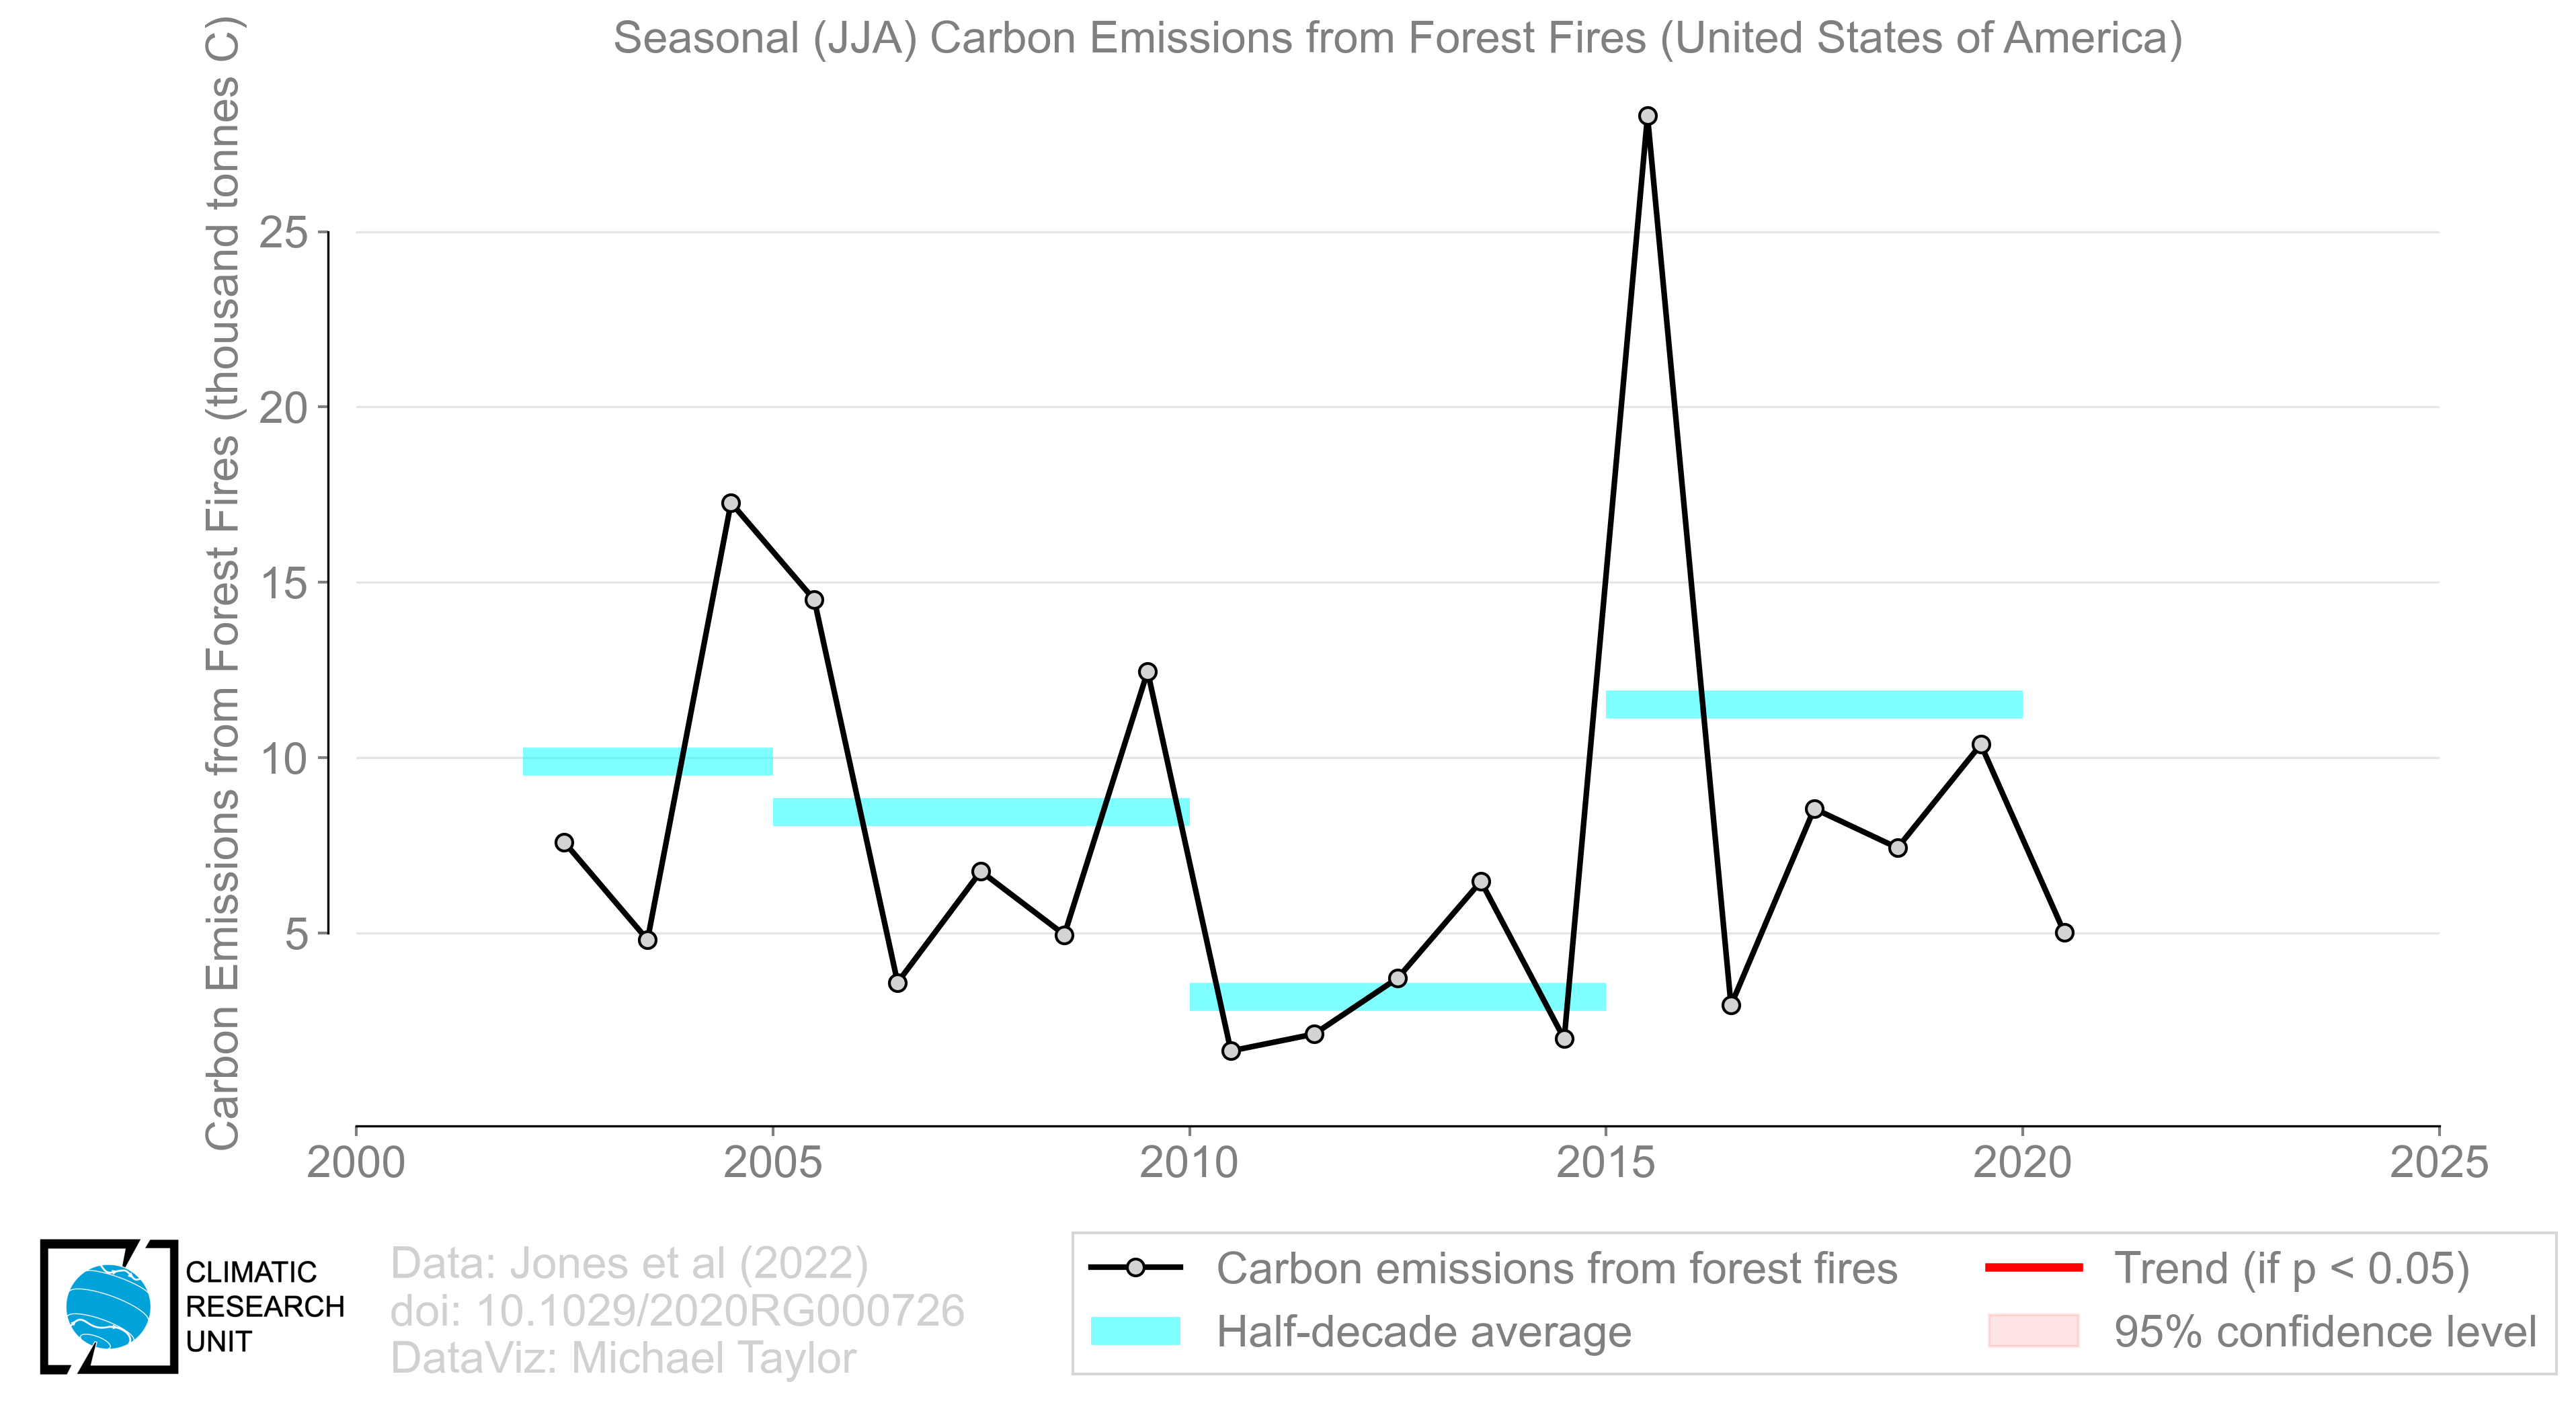 Seasonal (JJA) Carbon Emissions from Forest Fires (United States of America)
Carbon Emissions from Forest Fires (thousand tonnes C)
25
20
15
10
5
2000 2005 2010 2015 2020 2025
CLIMATIC
RESEARCH
UNIT
Data: Jones et al (2022)
doi: 10.1029/2020RG000726
DataViz: Michael Taylor
Carbon emissions from forest fires
Half-decade average
Trend (if p < 0.05)
95% confidence level